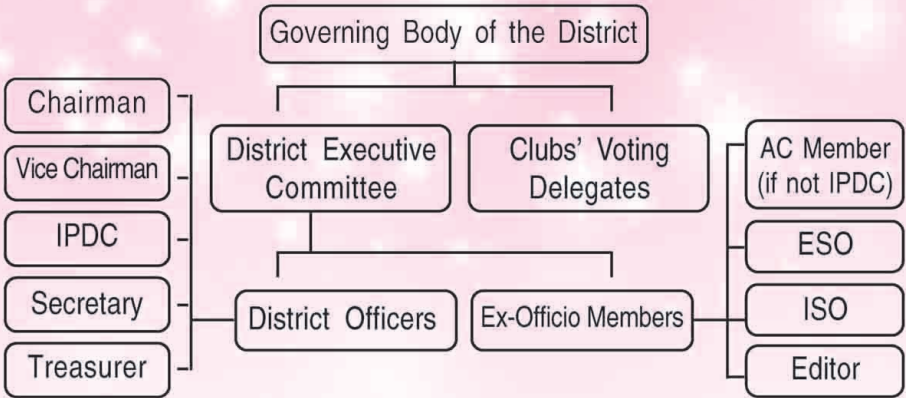 Governing Body of the District
Chairman
Vice Chairman
IPDC
Secretary
Treasurer
District Executive
Committee
Clubs' Voting
Delegates
District Officers
Ex-Officio Members
AC Member
(if not IPDC)
ESO
ISO
Editor